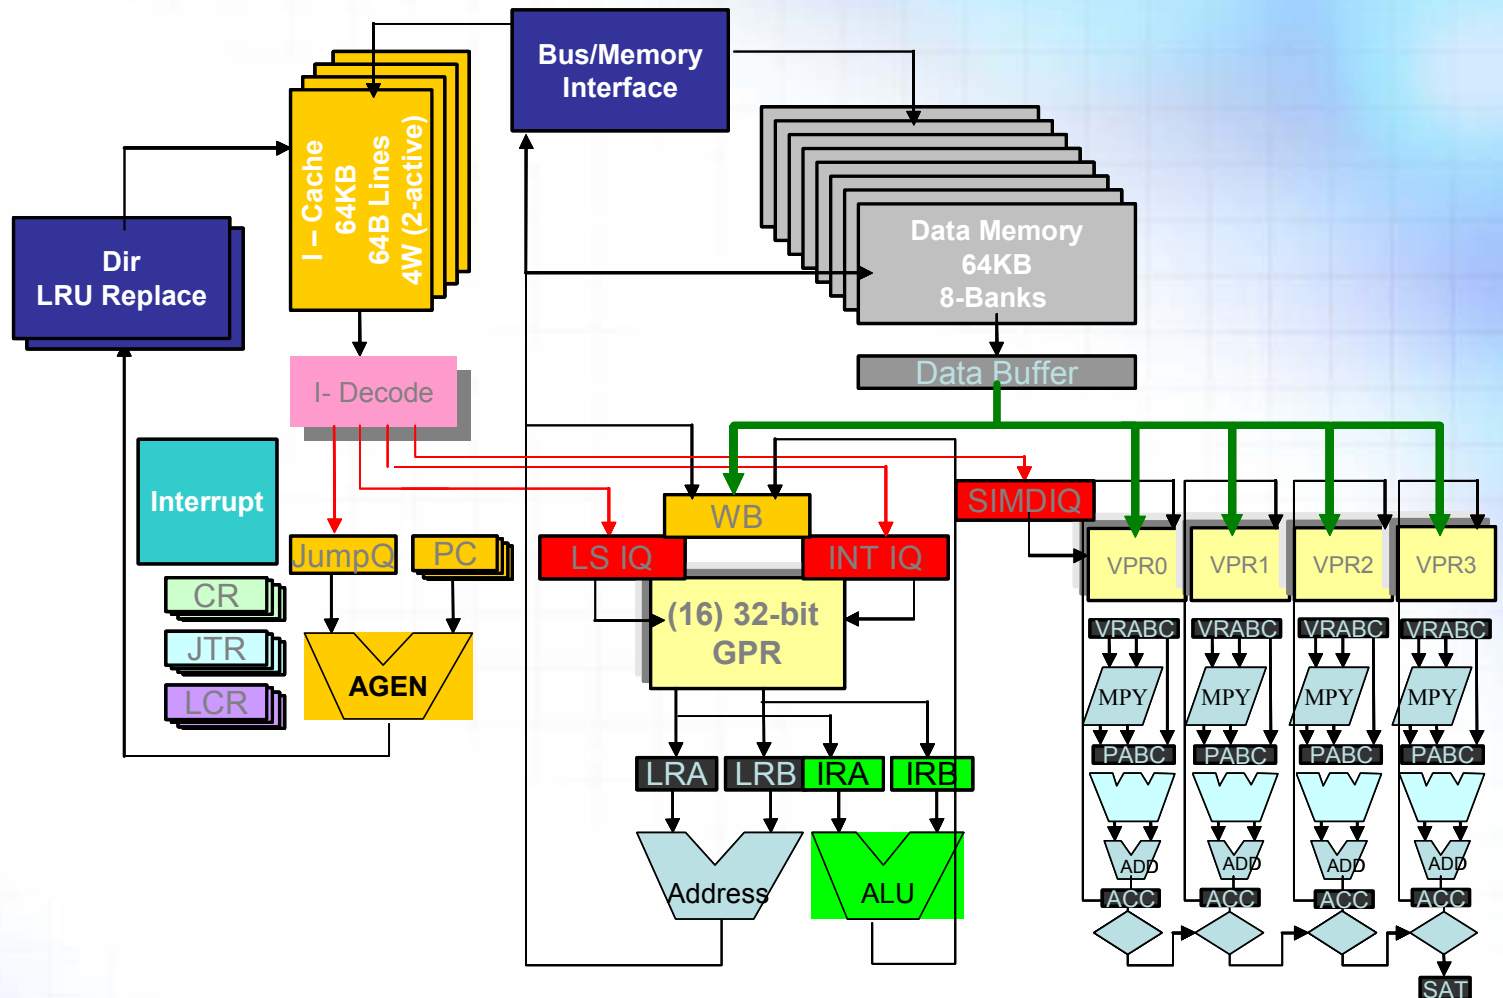 Bus/Memory
Interface
I – Cache
64KB
64B Lines
4W (2-active)
Dir
LRU Replace
Data Memory
64KB
8-Banks
Data Buffer
I- Decode
Interrupt
JumpQ
PC
WB
SIMDIQ
LS IQ
INT IQ
VPR0
VPR1
VPR2
VPR3
CR
JTR
LCR
AGEN
(16) 32-bit
GPR
VRABC
VRABC
VRABC
VRABC
MPY
MPY
MPY
MPY
PABC
PABC
PABC
PABC
LRA
LRB
IRA
IRB
Address
ALU
ADD
ADD
ADD
ADD
ACC
ACC
ACC
ACC
SAT